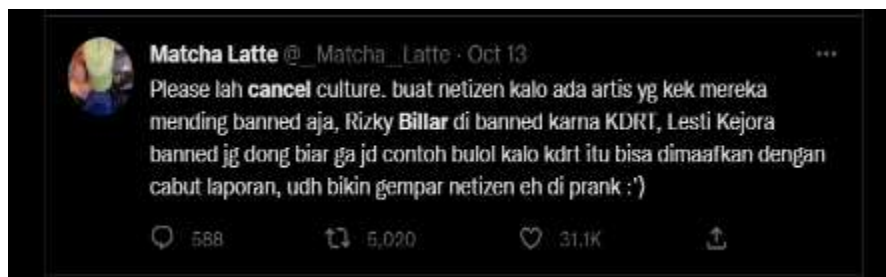 Matcha Latte @_Matcha_Latte · Oct 13
Please lah cancel culture. buat netizen kalo ada artis yg kek mereka
mending banned aja, Rizky Billar di banned karna KDRT, Lesti Kejora
banned jg dong biar ga jd contoh bulol kalo kdrt itu bisa dimaafkan dengan
cabut laporan, udh bikin gempar netizen eh di prank :')
588 5,020 31.1K